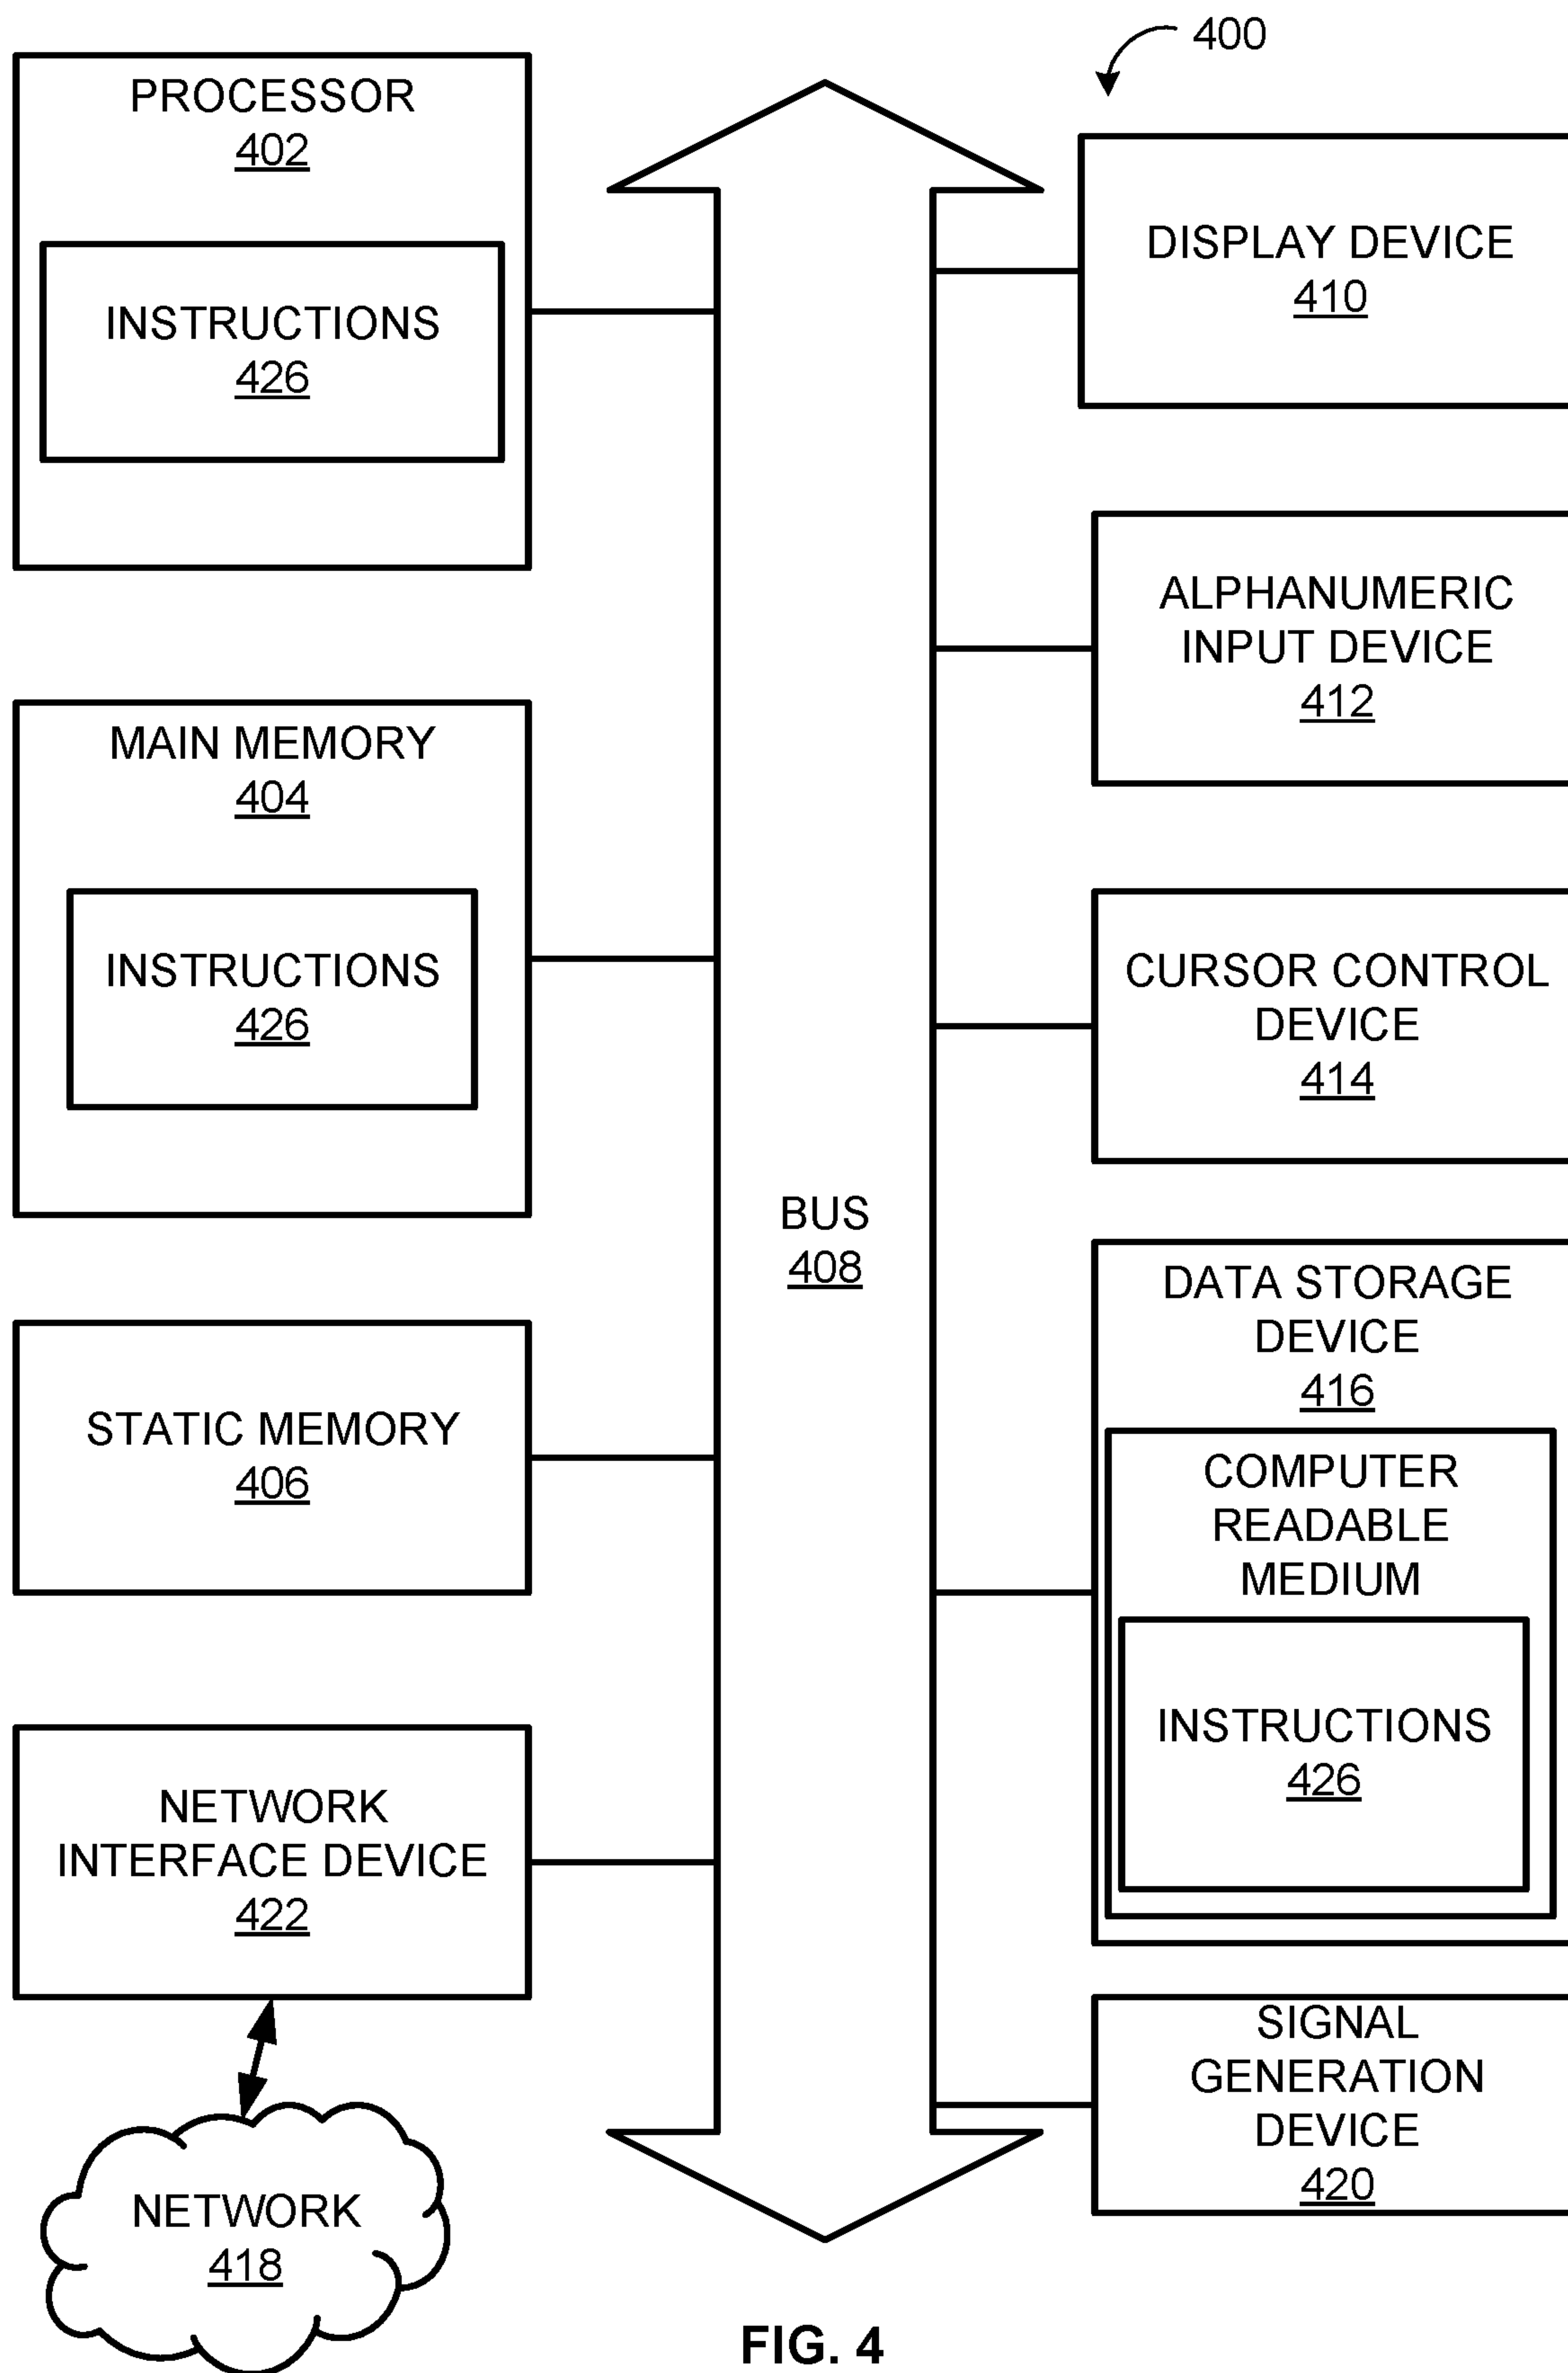 400
PROCESSOR
402
INSTRUCTIONS
426
MAIN MEMORY
404
INSTRUCTIONS
426
STATIC MEMORY
406
NETWORK
INTERFACE DEVICE
422
NETWORK
418
BUS
408
DISPLAY DEVICE
410
ALPHANUMERIC
INPUT DEVICE
412
CURSOR CONTROL
DEVICE
414
DATA STORAGE
DEVICE
416
COMPUTER
READABLE
MEDIUM
INSTRUCTIONS
426
SIGNAL
GENERATION
DEVICE
420
FIG. 4